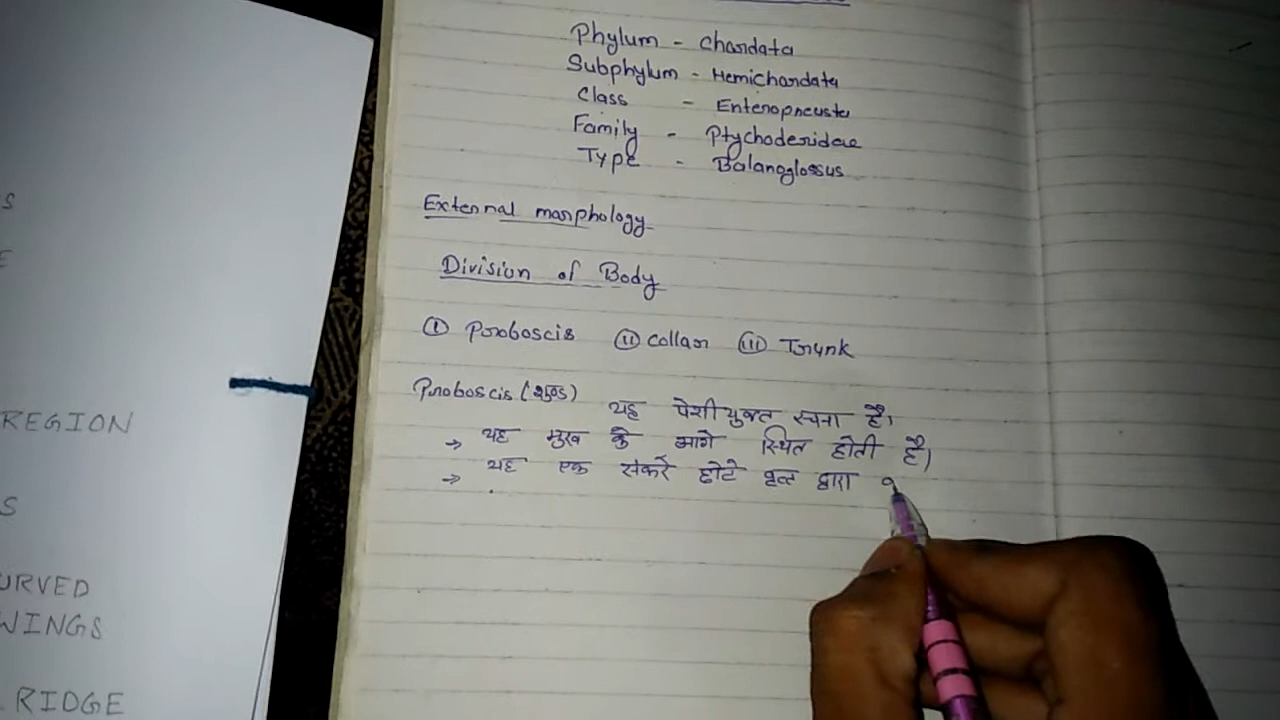 S
E
REGION
S
URVED
WINGS
RIDGE
Phylum - Chordata
Subphylum - Hemichordata
Class - Enteropneusta
Family - Ptychoderidae
Type - Balanoglossus
External morphology
Division of Body
(i) Proboscis (ii) Collar (iii) Trunk
Proboscis (शुण्ड) यह पेशीयुक्त रचना है।
→ यह मुख के आगे स्थित होती है।
→ यह एक संकरे छोटे वृन्त द्वारा